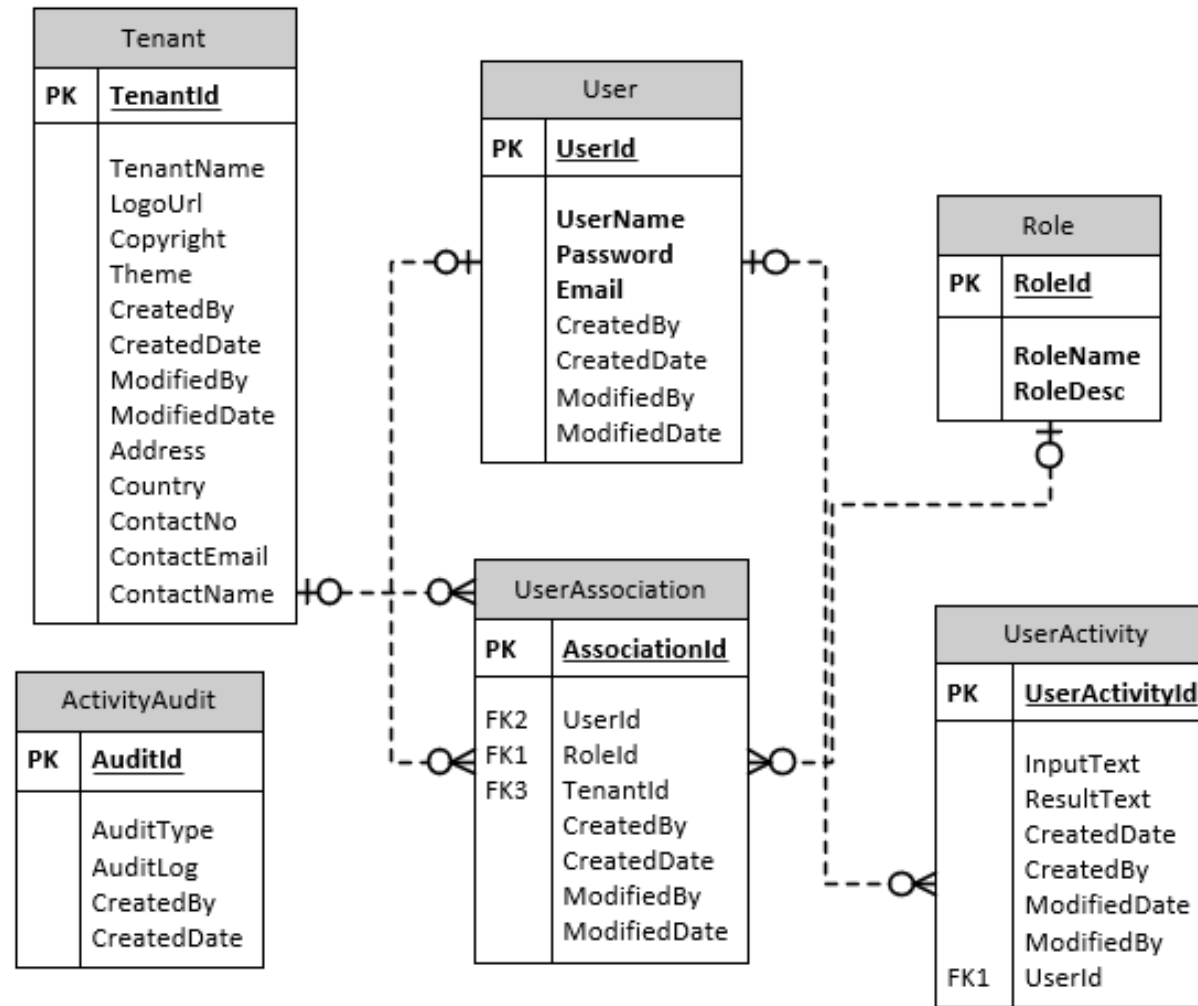 Tenant
PK TenantId
TenantName
LogoUrl
Copyright
Theme
CreatedBy
CreatedDate
ModifiedBy
ModifiedDate
Address
Country
ContactNo
ContactEmail
ContactName
User
PK UserId
UserName
Password
Email
CreatedBy
CreatedDate
ModifiedBy
ModifiedDate
Role
PK RoleId
RoleName
RoleDesc
ActivityAudit
PK AuditId
AuditType
AuditLog
CreatedBy
CreatedDate
UserAssociation
PK AssociationId
FK2 UserId
FK1 RoleId
FK3 TenantId
CreatedBy
CreatedDate
ModifiedBy
ModifiedDate
UserActivity
PK UserActivityId
InputText
ResultText
CreatedDate
CreatedBy
ModifiedDate
ModifiedBy
FK1 UserId